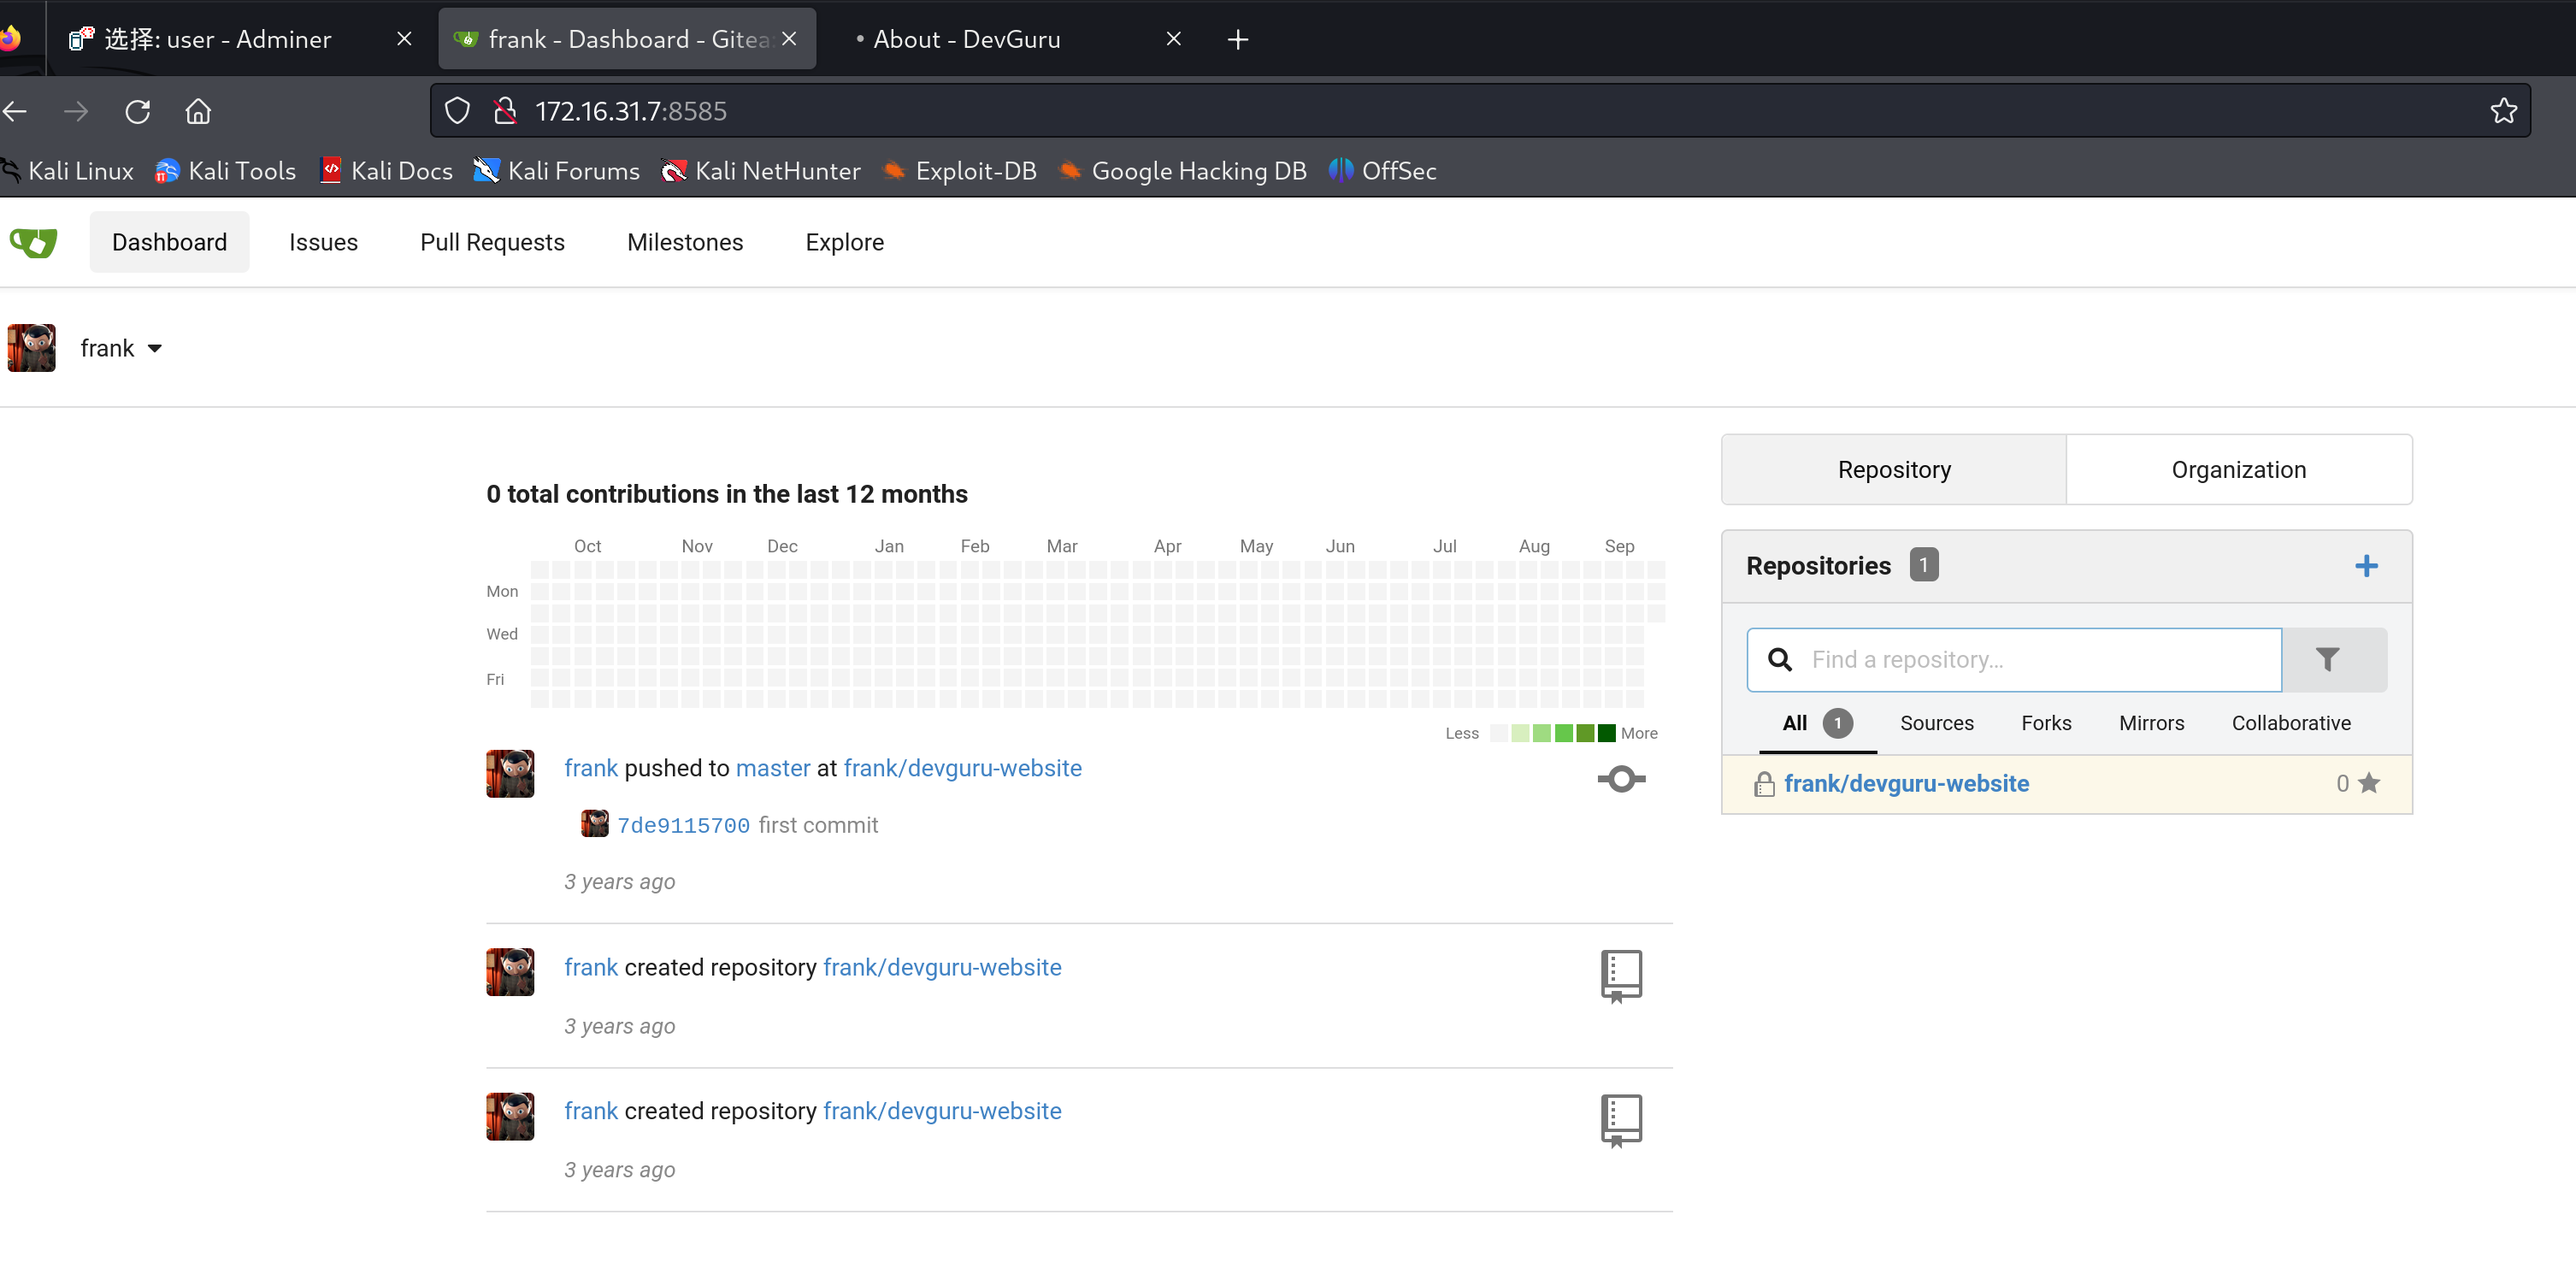 选择: user - Adminer
frank - Dashboard - Gitea:
• About - DevGuru
172.16.31.7:8585
Kali Linux
Kali Tools
Kali Docs
Kali Forums
Kali NetHunter
Exploit-DB
Google Hacking DB
OffSec
Dashboard
Issues
Pull Requests
Milestones
Explore
frank
0 total contributions in the last 12 months
Oct Nov Dec Jan Feb Mar Apr May Jun Jul Aug Sep
Mon
Wed
Fri
Less
More
frank pushed to master at frank/devguru-website
7de9115700 first commit
3 years ago
frank created repository frank/devguru-website
3 years ago
frank created repository frank/devguru-website
3 years ago
Repository
Organization
Repositories 1
Find a repository...
All 1
Sources
Forks
Mirrors
Collaborative
frank/devguru-website
0